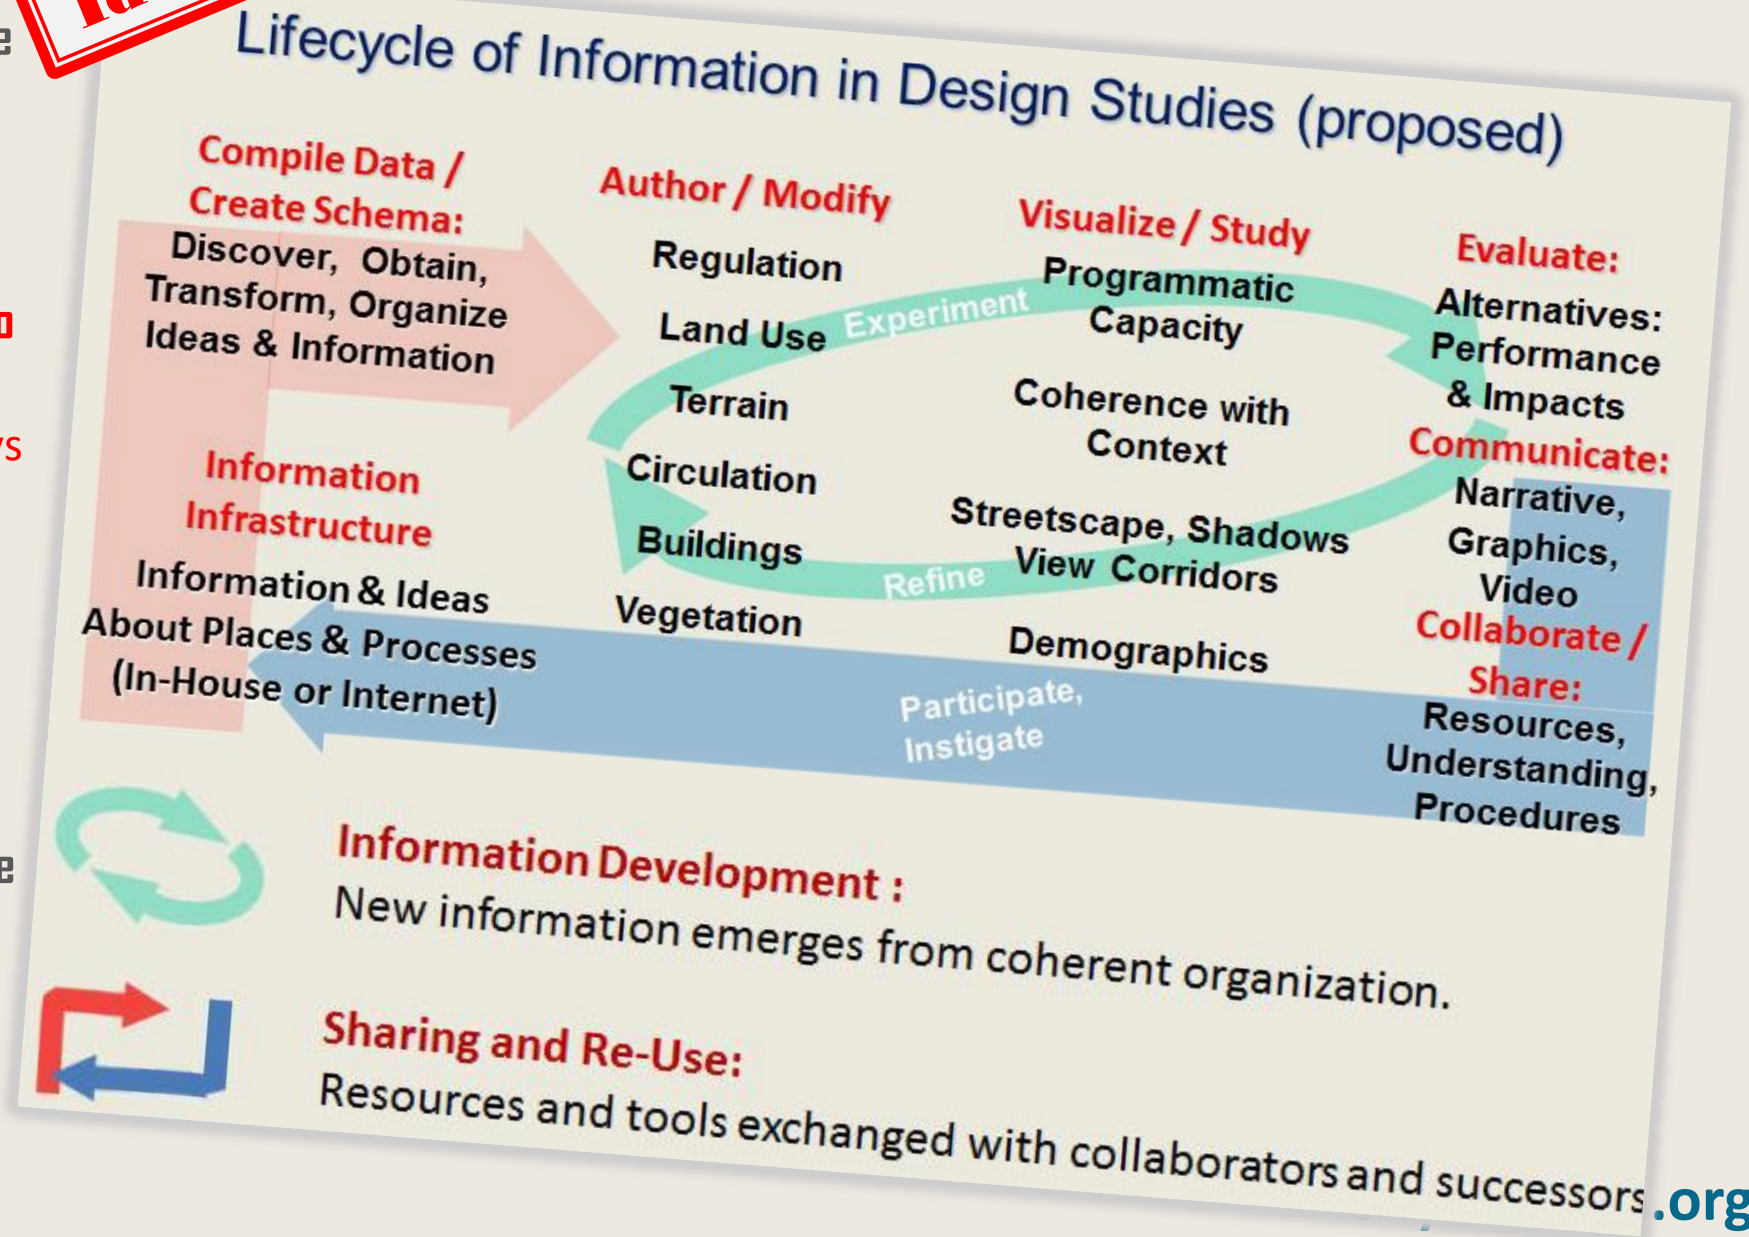 Lifecycle of Information in Design Studies (proposed)
Compile Data /
Create Schema:
Discover, Obtain,
Transform, Organize
Ideas & Information
Information
Infrastructure
Information & Ideas
About Places & Processes
(In-House or Internet)
Author / Modify
Regulation
Land Use
Terrain
Circulation
Buildings
Vegetation
Experiment
Refine
Visualize / Study
Programmatic
Capacity
Coherence with
Context
Streetscape, Shadows
View Corridors
Demographics
Participate,
Instigate
Evaluate:
Alternatives:
Performance
& Impacts
Communicate:
Narrative,
Graphics,
Video
Collaborate /
Share:
Resources,
Understanding,
Procedures
Information Development :
New information emerges from coherent organization.
Sharing and Re-Use:
Resources and tools exchanged with collaborators and successors
.org